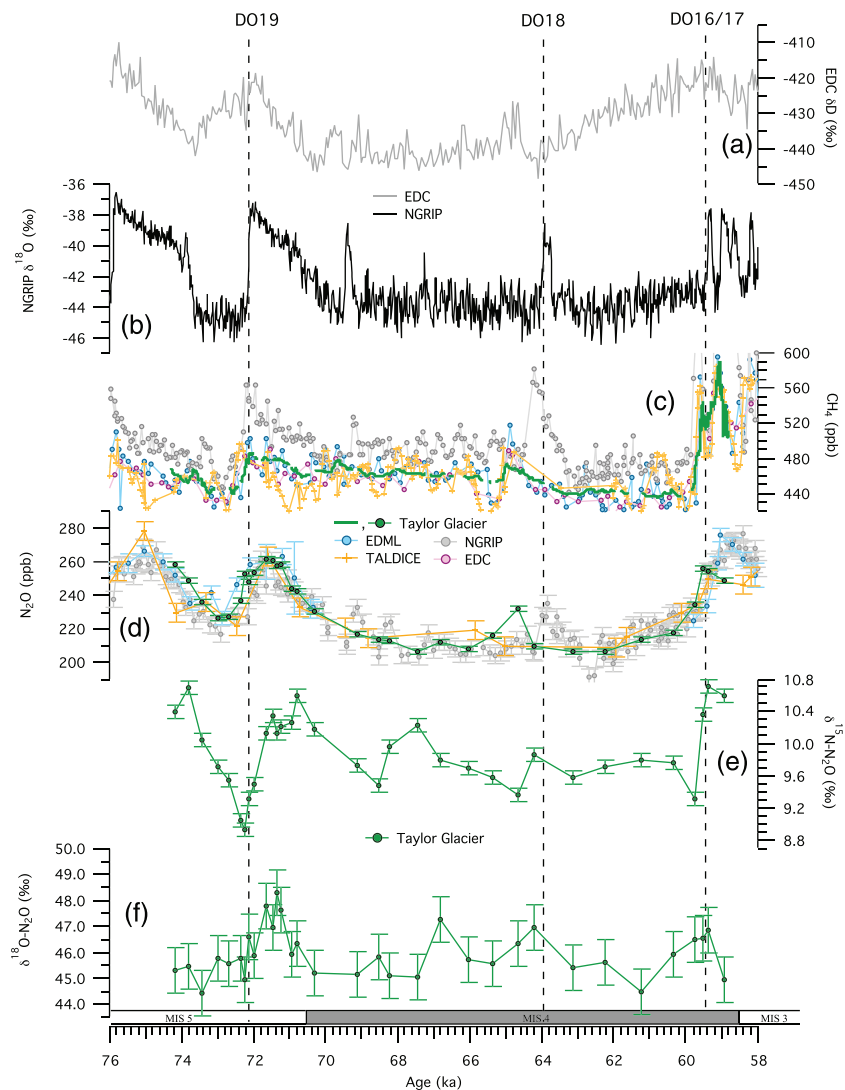 DO19 DO18 DO16/17
-410
-420
-430
-440
-450
EDC δD (‰)
(a)
EDC
NGRIP
-36
-38
-40
-42
-44
-46
NGRIP δ18O (‰)
(b)
600
560
520
480
440
CH4 (ppb)
(c)
, Taylor Glacier
EDML NGRIP
TALDICE EDC
280
260
240
220
200
N2O (ppb)
(d)
10.8
10.4
10.0
9.6
9.2
8.8
δ15N-N2O (‰)
(e)
Taylor Glacier
50.0
49.0
48.0
47.0
46.0
45.0
44.0
δ18O-N2O (‰)
(f)
MIS 5 MIS 4 MIS 3
76 74 72 70 68 66 64 62 60 58
Age (ka)